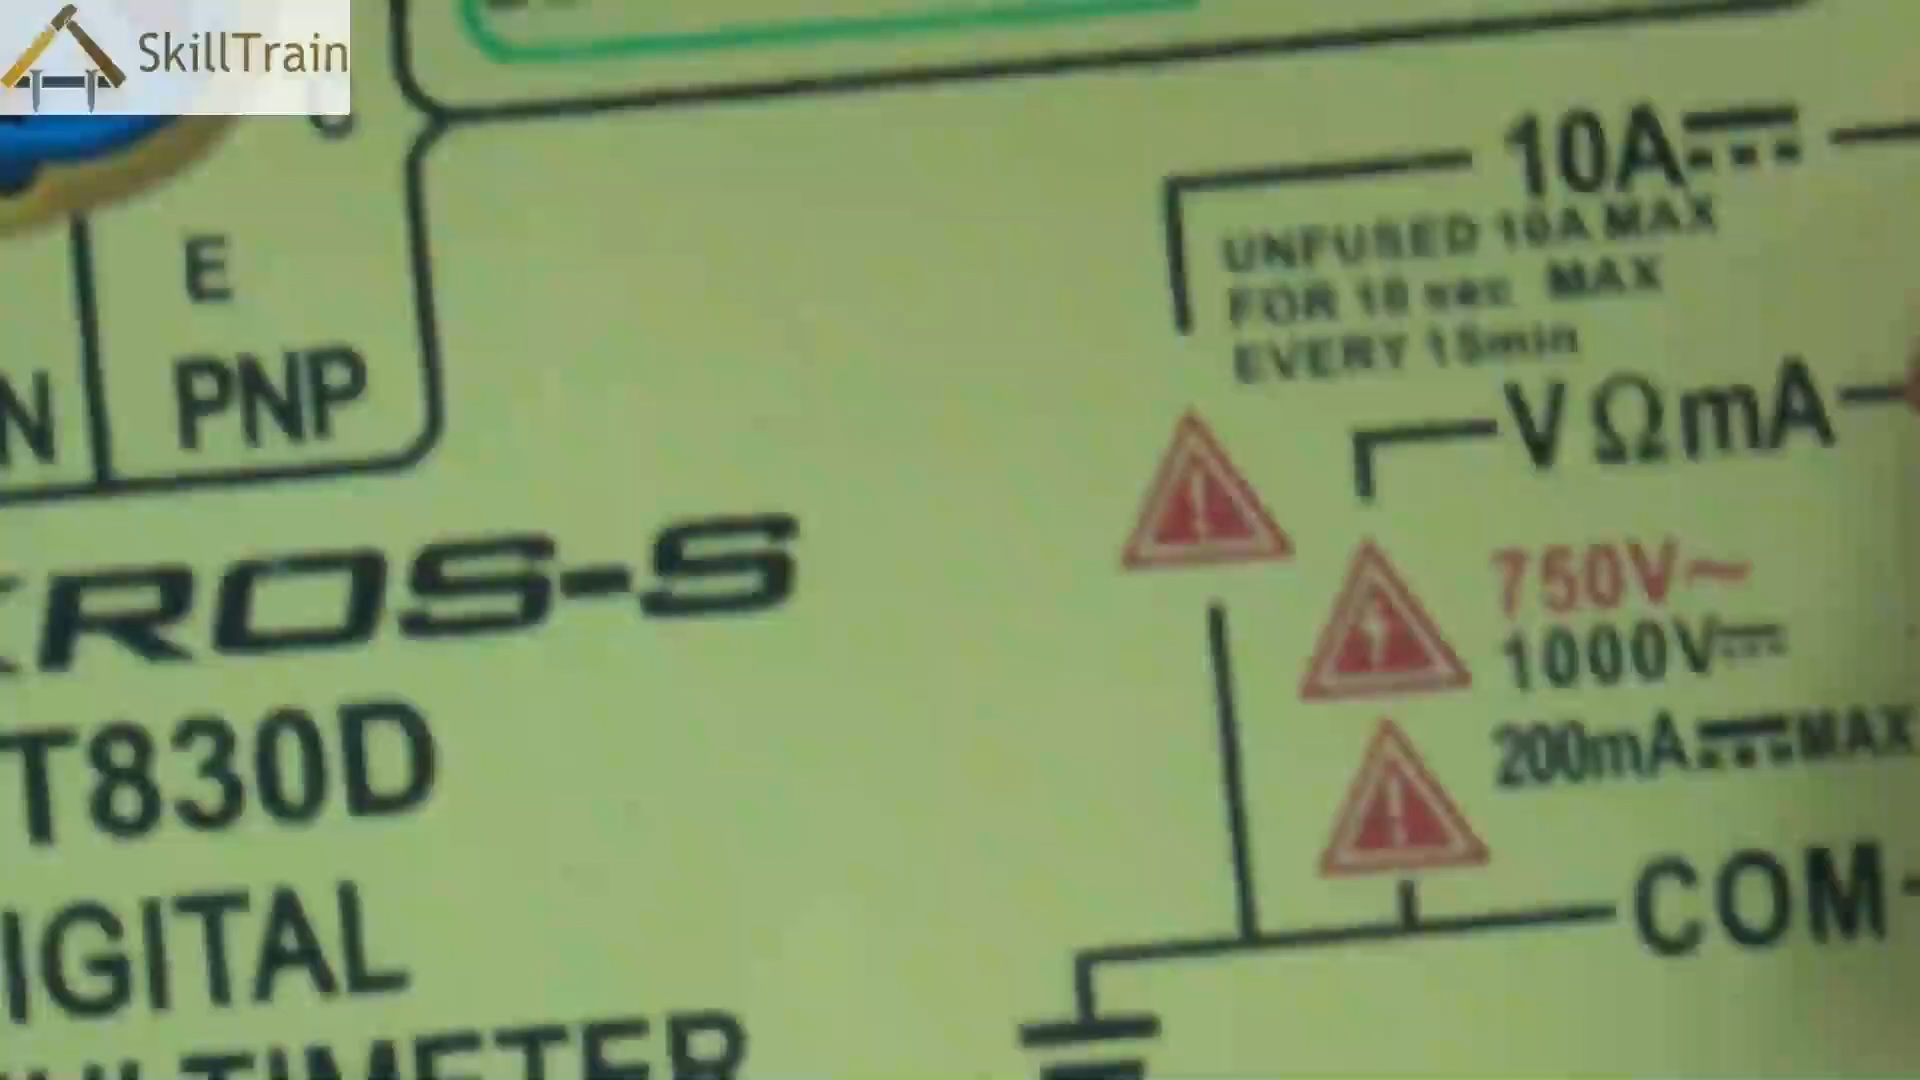 SkillTrain
10A
UNFUSED 10A MAX
FOR 10 sec MAX
EVERY 15min
E
PNP
N
VΩmA
ROS-S
750V~
1000V
T830D
200mA MAX
COM
IGITAL
ULTIMETER